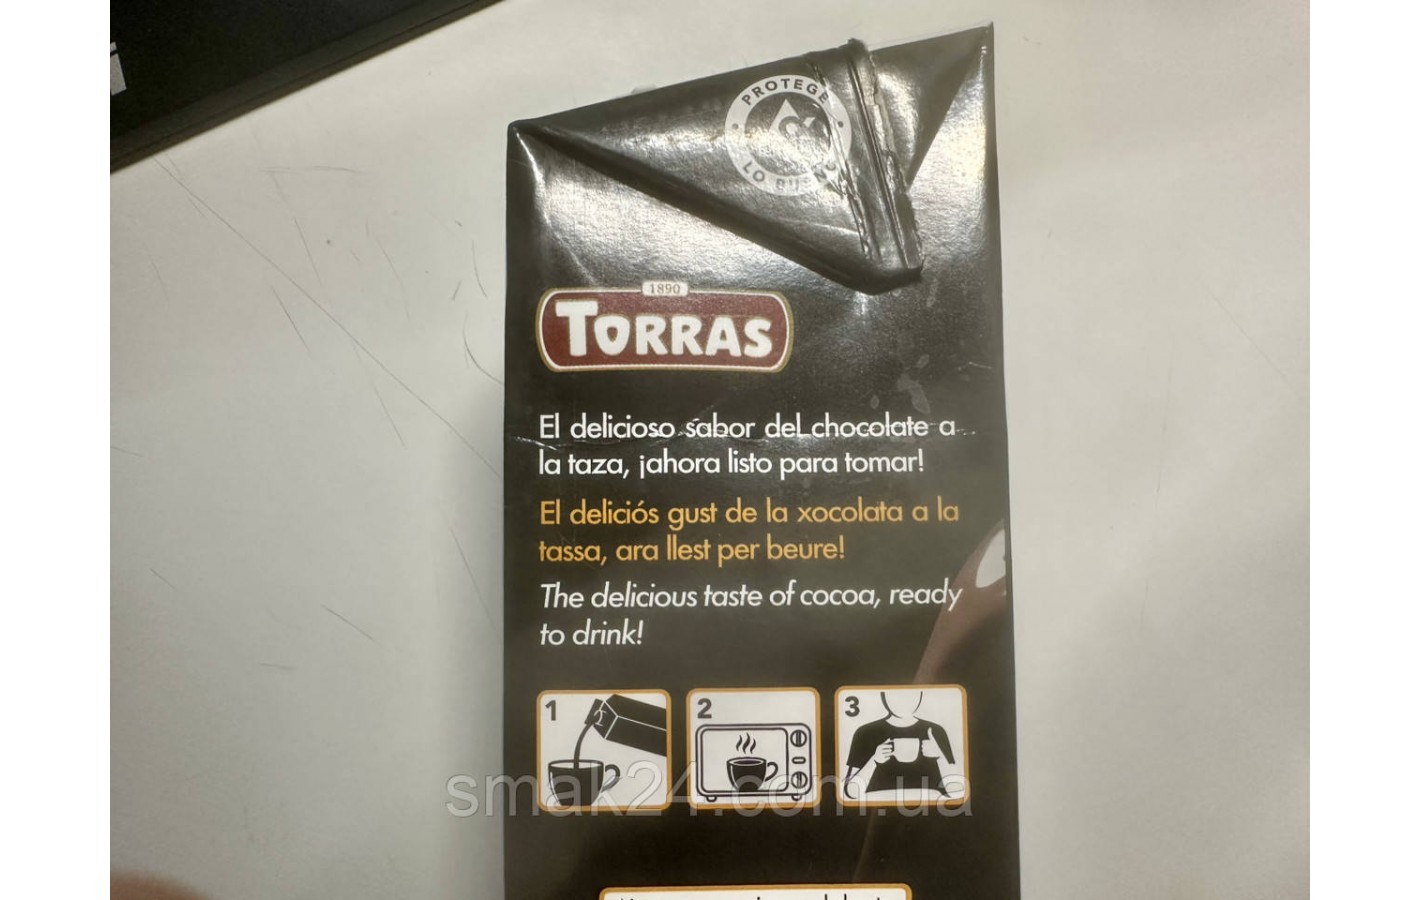 PROTEGE
LO BUENO
1890
TORRAS
El delicioso sabor del chocolate a
la taza, ¡ahora listo para tomar!
El deliciós gust de la xocolata a la
tassa, ara llest per beure!
The delicious taste of cocoa, ready
to drink!
1 2 3
smak24.com.ua